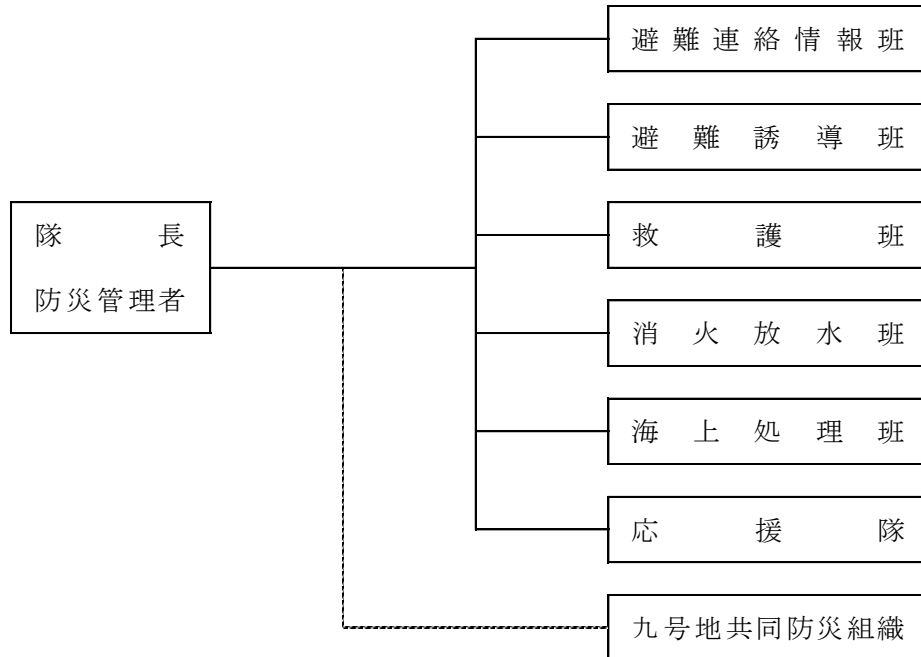 隊長
防災管理者
避難連絡情報班
避難誘導班
救護班
消火放水班
海上処理班
応援隊
九号地共同防災組織